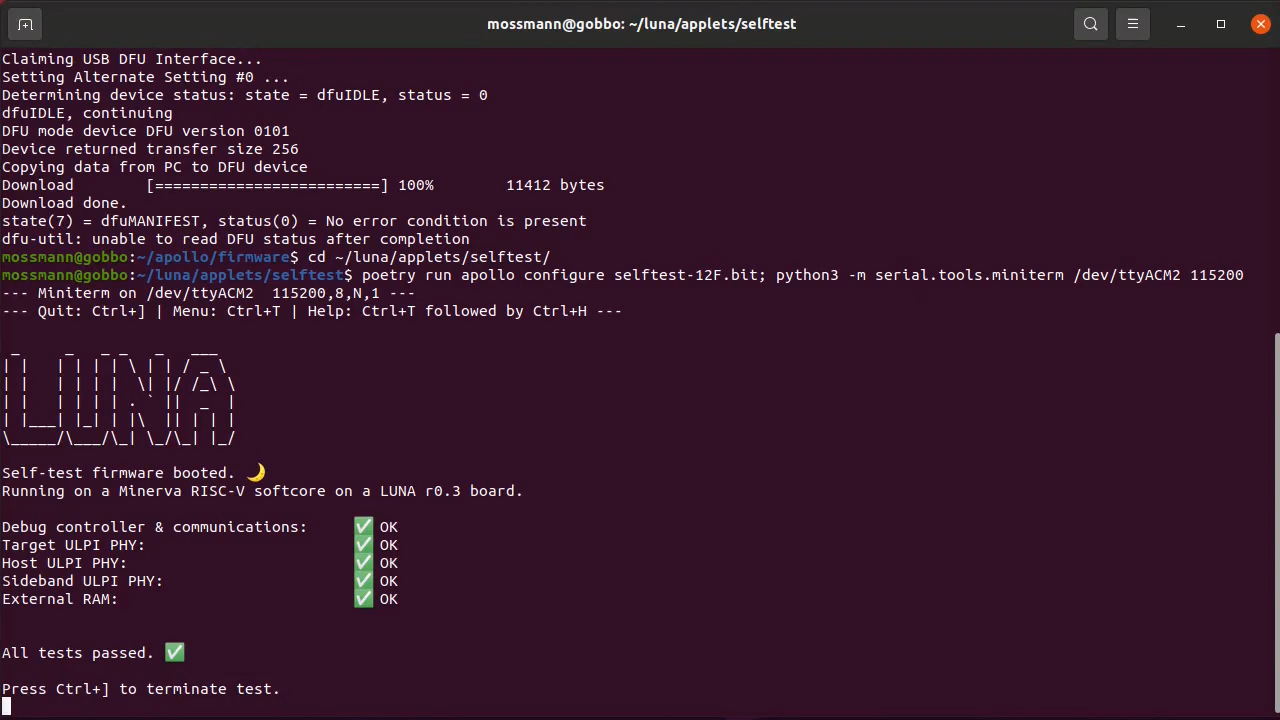 mossmann@gobbo: ~/luna/applets/selftest
Claiming USB DFU Interface...
Setting Alternate Setting #0 ...
Determining device status: state = dfuIDLE, status = 0
dfuIDLE, continuing
DFU mode device DFU version 0101
Device returned transfer size 256
Copying data from PC to DFU device
Download        [=========================] 100%        11412 bytes
Download done.
state(7) = dfuMANIFEST, status(0) = No error condition is present
dfu-util: unable to read DFU status after completion
mossmann@gobbo:~/apollo/firmware$ cd ~/luna/applets/selftest/
mossmann@gobbo:~/luna/applets/selftest$ poetry run apollo configure selftest-12F.bit; python3 -m serial.tools.miniterm /dev/ttyACM2 115200
--- Miniterm on /dev/ttyACM2  115200,8,N,1 ---
--- Quit: Ctrl+] | Menu: Ctrl+T | Help: Ctrl+T followed by Ctrl+H ---
 _     _   _ _   _   ___
| |   | | | | \ | | / _ \
| |   | | | |  \| |/ /_\ \
| |   | | | | . ` ||  _  |
| |___| |_| | |\  || | | |
\_____/\___/\_| \_/\_| |_/
Self-test firmware booted. 🌙
Running on a Minerva RISC-V softcore on a LUNA r0.3 board.
Debug controller & communications:     ✅ OK
Target ULPI PHY:                       ✅ OK
Host ULPI PHY:                         ✅ OK
Sideband ULPI PHY:                     ✅ OK
External RAM:                          ✅ OK
All tests passed. ✅
Press Ctrl+] to terminate test.